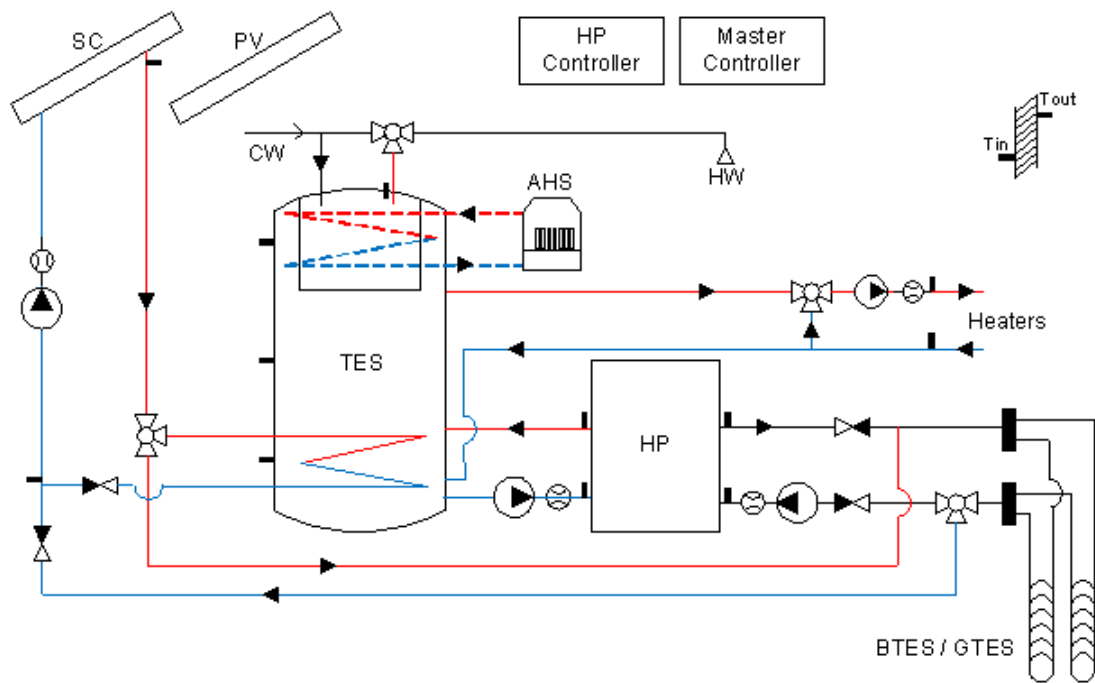 SC
PV
HP
Controller
Master
Controller
Tout
Tin
CW
HW
AHS
Heaters
TES
HP
BTES / GTES